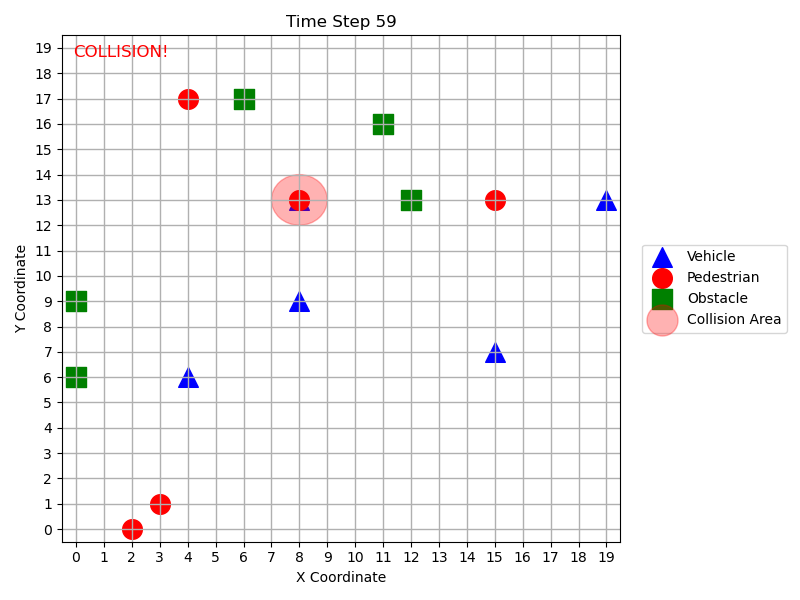 Time Step 59
COLLISION!
Y Coordinate
19
18
17
16
15
14
13
12
11
10
9
8
7
6
5
4
3
2
1
0
0 1 2 3 4 5 6 7 8 9 10 11 12 13 14 15 16 17 18 19
X Coordinate
Vehicle
Pedestrian
Obstacle
Collision Area